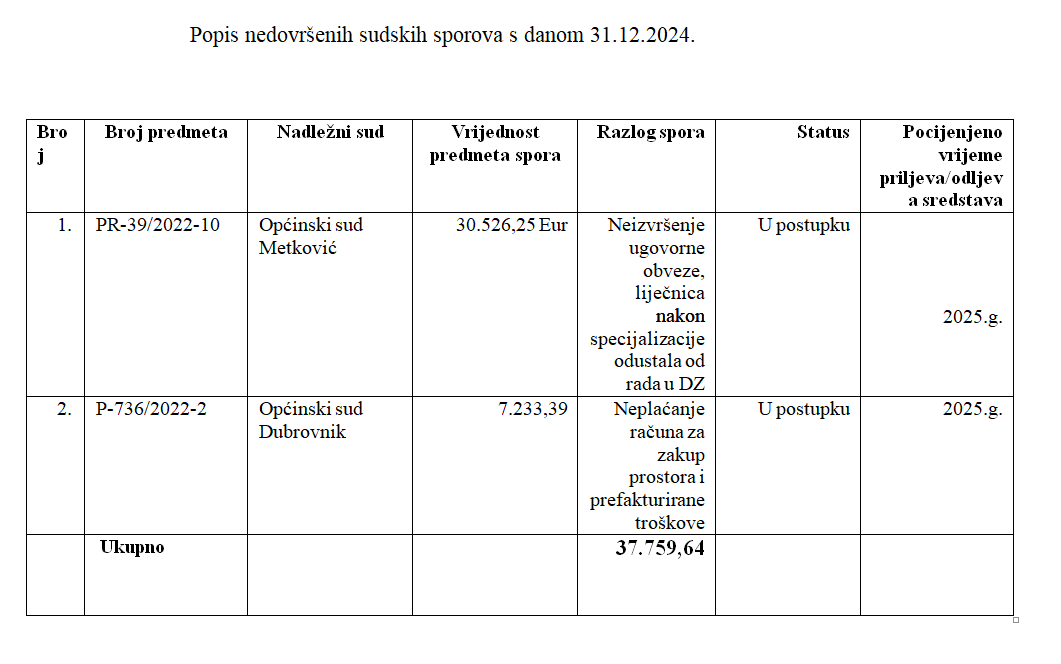 Popis nedovršenih sudskih sporova s danom 31.12.2024.
Bro
j
Broj predmeta
Nadležni sud
Vrijednost
predmeta spora
Razlog spora
Status
Pocijenjeno
vrijeme
priljeva/odljev
a sredstava
1.
PR-39/2022-10
Općinski sud
Metković
30.526,25 Eur
Neizvršenje
ugovorne
obveze,
liječnica
nakon
specijalizacije
odustala od
rada u DZ
U postupku
2025.g.
2.
P-736/2022-2
Općinski sud
Dubrovnik
7.233,39
Neplaćanje
računa za
zakup
prostora i
prefakturirane
troškove
U postupku
2025.g.
Ukupno
37.759,64